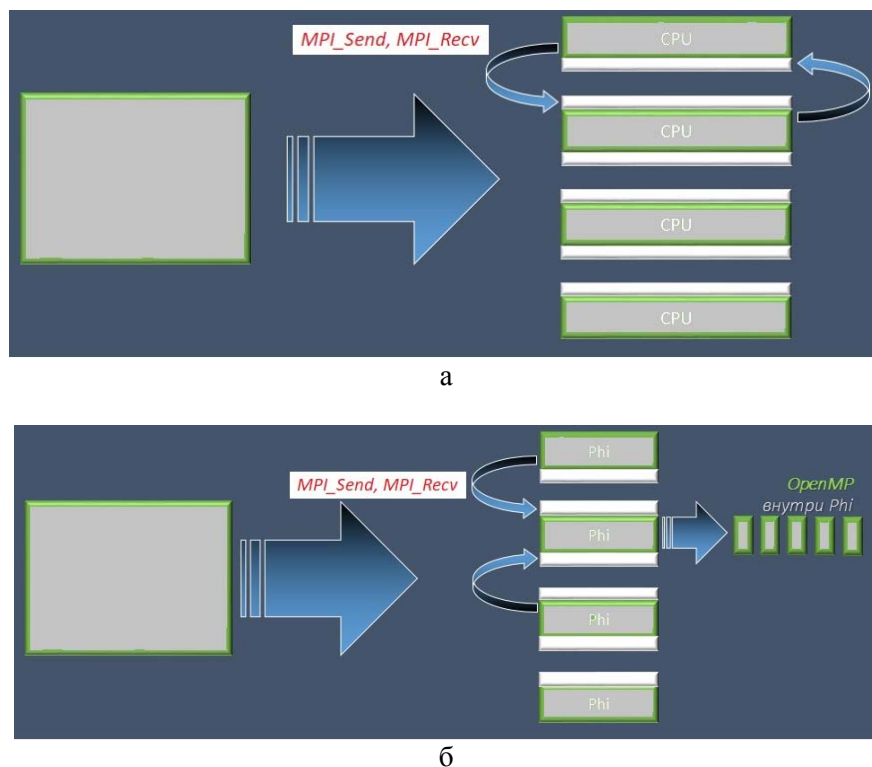 MPI_Send, MPI_Recv
CPU
CPU
CPU
CPU
а
MPI_Send, MPI_Recv
Phi
Phi
Phi
Phi
OpenMP
внутри Phi
б